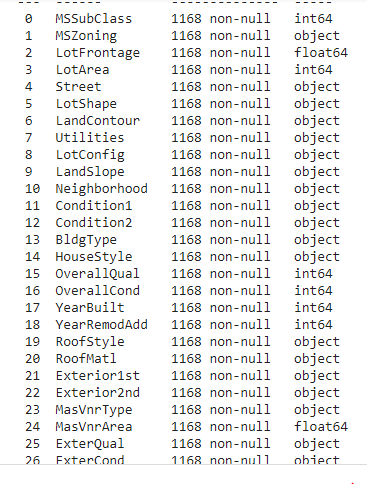 --- ------ -------------- -----
0 MSSubClass 1168 non-null int64
1 MSZoning 1168 non-null object
2 LotFrontage 1168 non-null float64
3 LotArea 1168 non-null int64
4 Street 1168 non-null object
5 LotShape 1168 non-null object
6 LandContour 1168 non-null object
7 Utilities 1168 non-null object
8 LotConfig 1168 non-null object
9 LandSlope 1168 non-null object
10 Neighborhood 1168 non-null object
11 Condition1 1168 non-null object
12 Condition2 1168 non-null object
13 BldgType 1168 non-null object
14 HouseStyle 1168 non-null object
15 OverallQual 1168 non-null int64
16 OverallCond 1168 non-null int64
17 YearBuilt 1168 non-null int64
18 YearRemodAdd 1168 non-null int64
19 RoofStyle 1168 non-null object
20 RoofMatl 1168 non-null object
21 Exterior1st 1168 non-null object
22 Exterior2nd 1168 non-null object
23 MasVnrType 1168 non-null object
24 MasVnrArea 1168 non-null float64
25 ExterQual 1168 non-null object
26 ExterCond 1168 non-null object